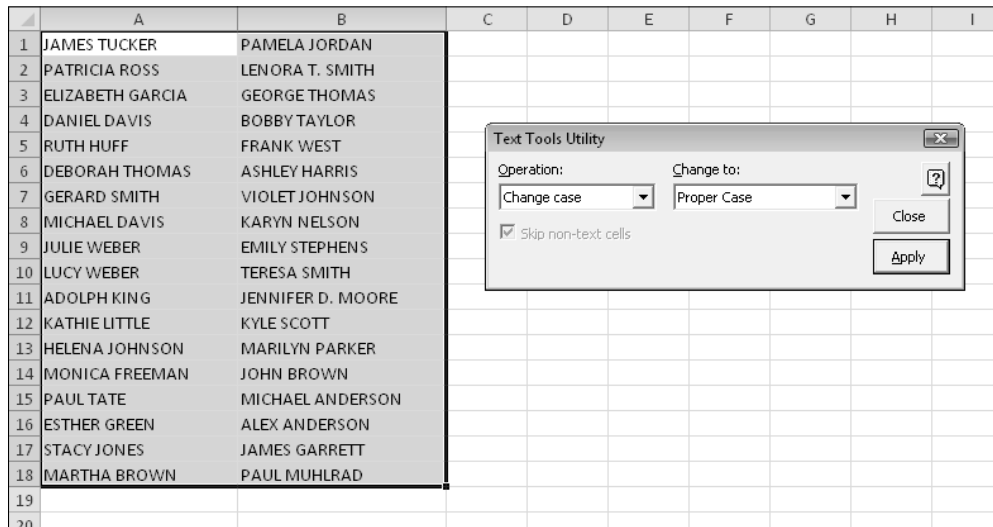 A B C D E F G H I
1 JAMES TUCKER PAMELA JORDAN
2 PATRICIA ROSS LENORA T. SMITH
3 ELIZABETH GARCIA GEORGE THOMAS
4 DANIEL DAVIS BOBBY TAYLOR
5 RUTH HUFF FRANK WEST
6 DEBORAH THOMAS ASHLEY HARRIS
7 GERARD SMITH VIOLET JOHNSON
8 MICHAEL DAVIS KARYN NELSON
9 JULIE WEBER EMILY STEPHENS
10 LUCY WEBER TERESA SMITH
11 ADOLPH KING JENNIFER D. MOORE
12 KATHIE LITTLE KYLE SCOTT
13 HELENA JOHNSON MARILYN PARKER
14 MONICA FREEMAN JOHN BROWN
15 PAUL TATE MICHAEL ANDERSON
16 ESTHER GREEN ALEX ANDERSON
17 STACY JONES JAMES GARRETT
18 MARTHA BROWN PAUL MUHLRAD
19
20
Text Tools Utility
Operation: Change to:
?
Change case Proper Case
Close
Skip non-text cells
Apply